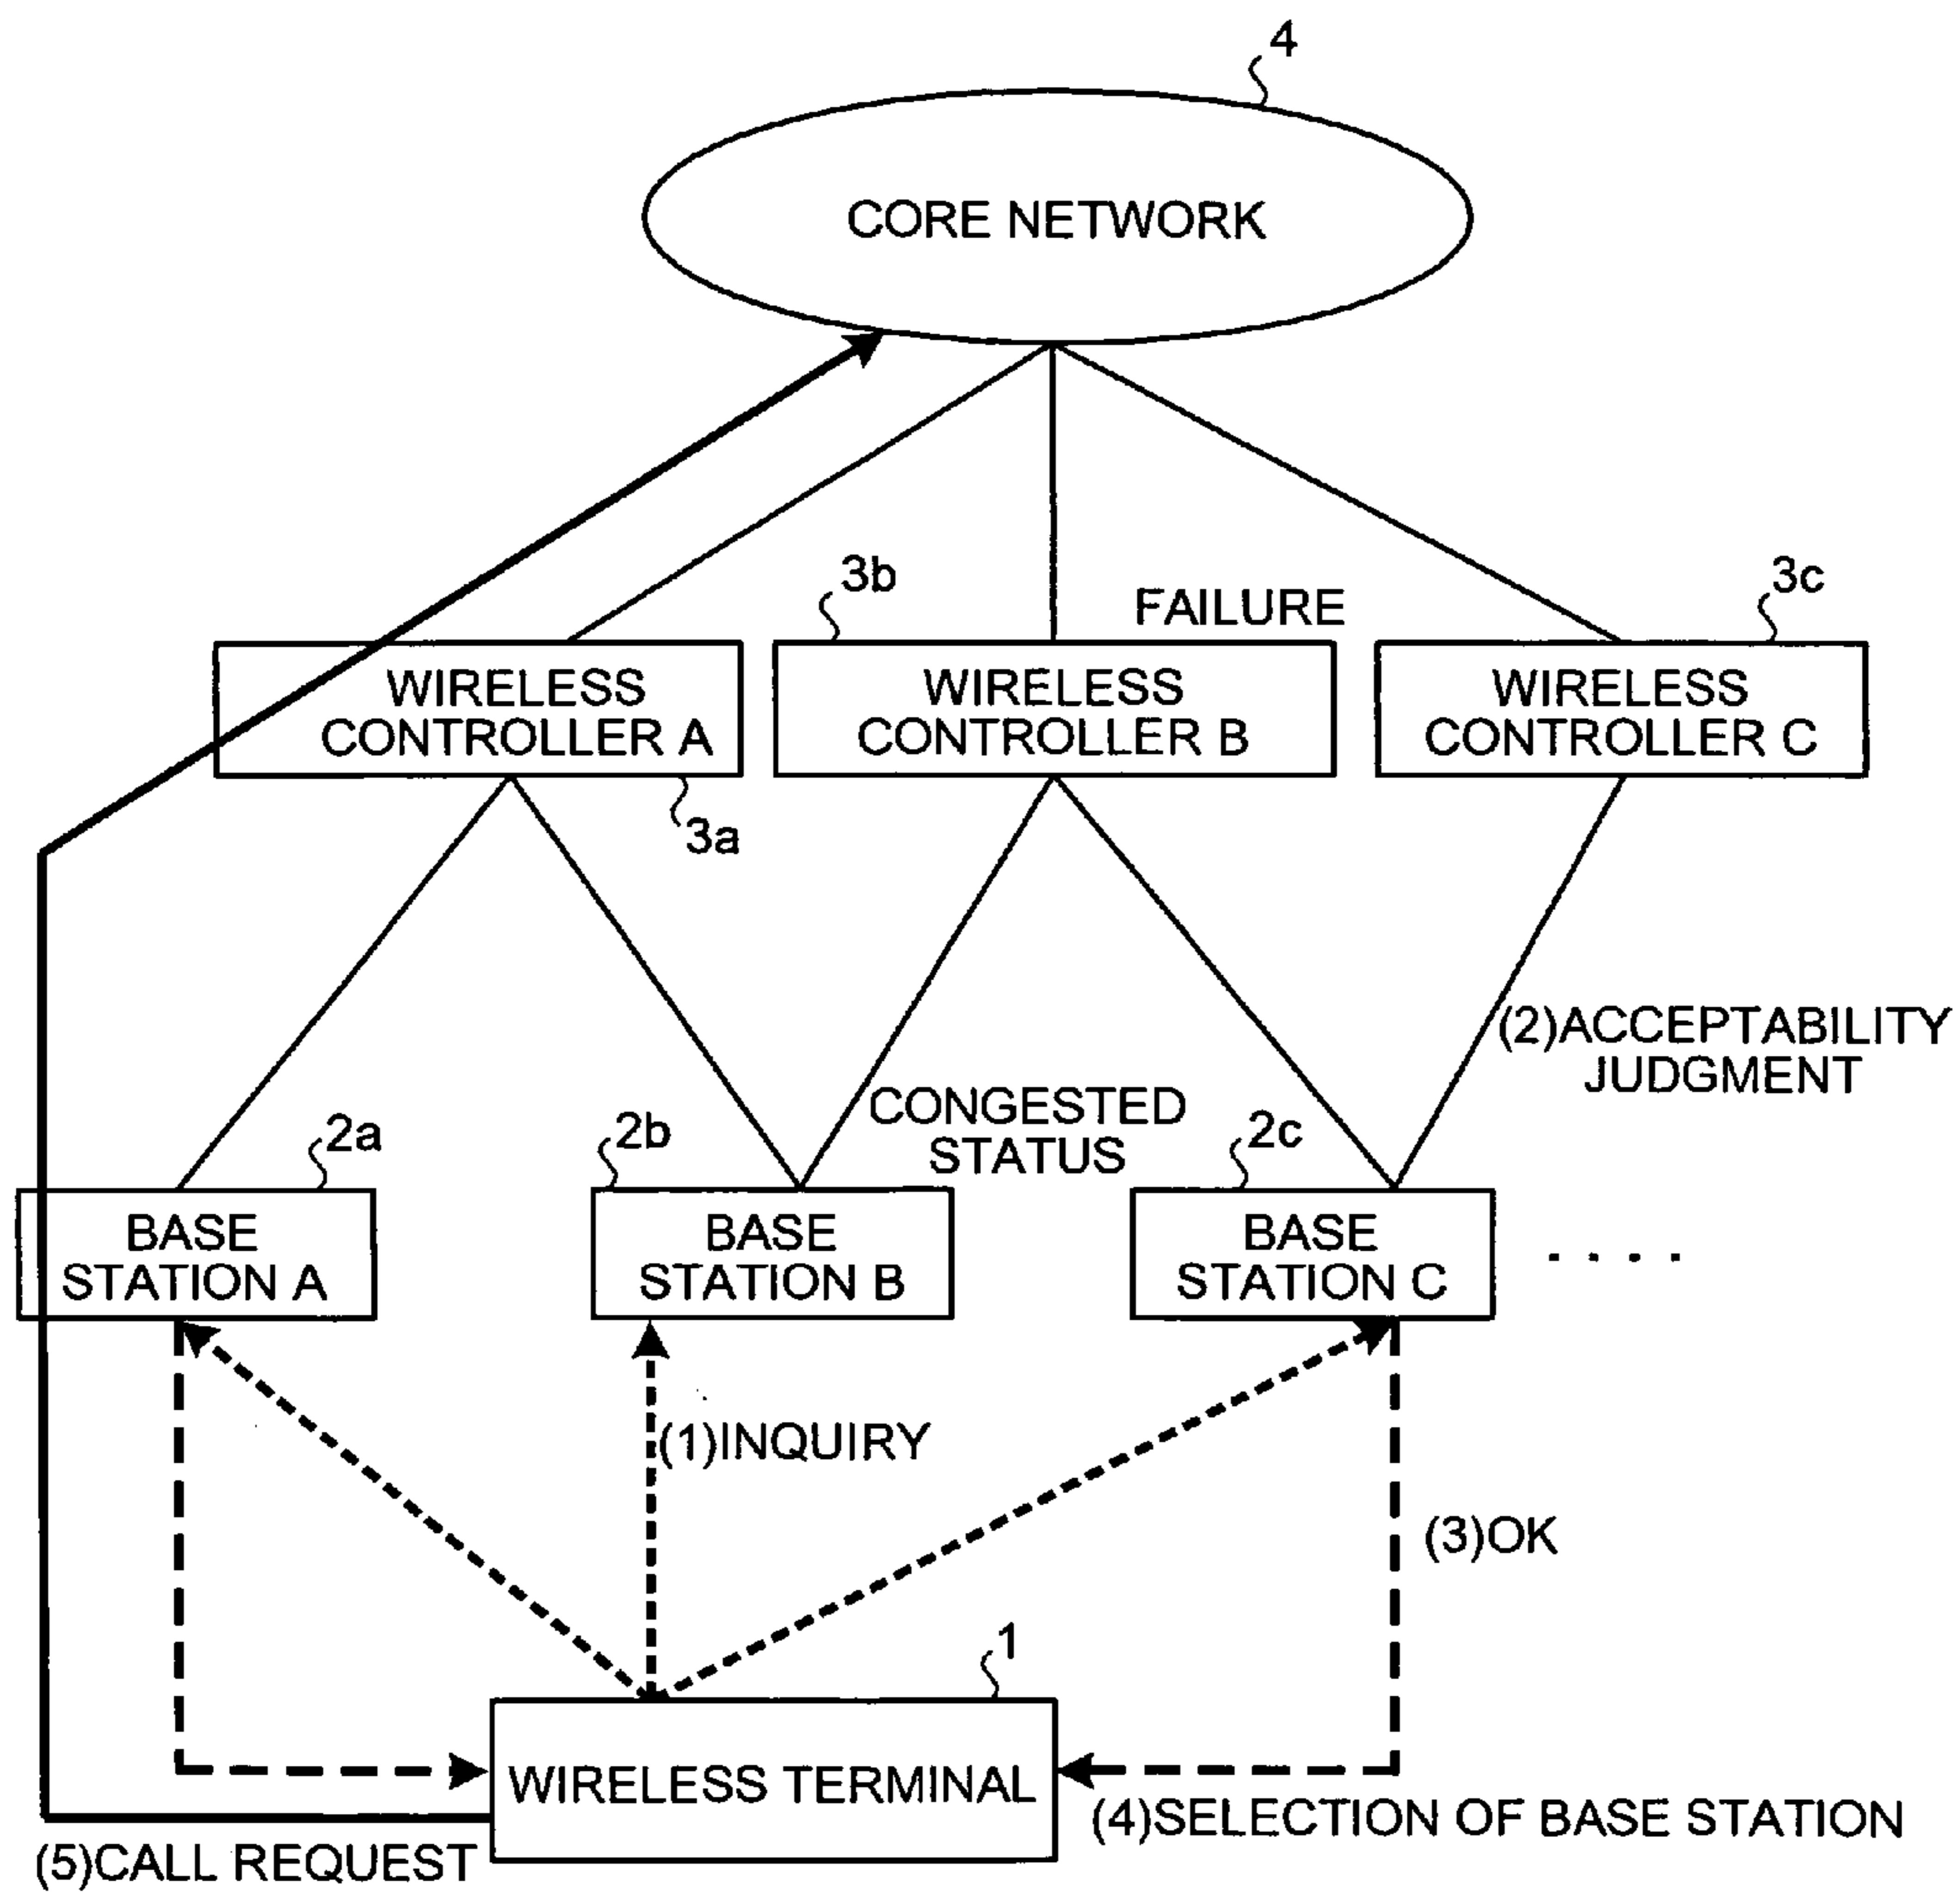 4
CORE NETWORK
3b
FAILURE
3c
WIRELESS
CONTROLLER A
WIRELESS
CONTROLLER B
WIRELESS
CONTROLLER C
3a
(2)ACCEPTABILITY
JUDGMENT
CONGESTED
STATUS
2a
2b
2c
BASE
STATION A
BASE
STATION B
BASE
STATION C
. . . .
(1)INQUIRY
(3)OK
1
WIRELESS TERMINAL
(4)SELECTION OF BASE STATION
(5)CALL REQUEST